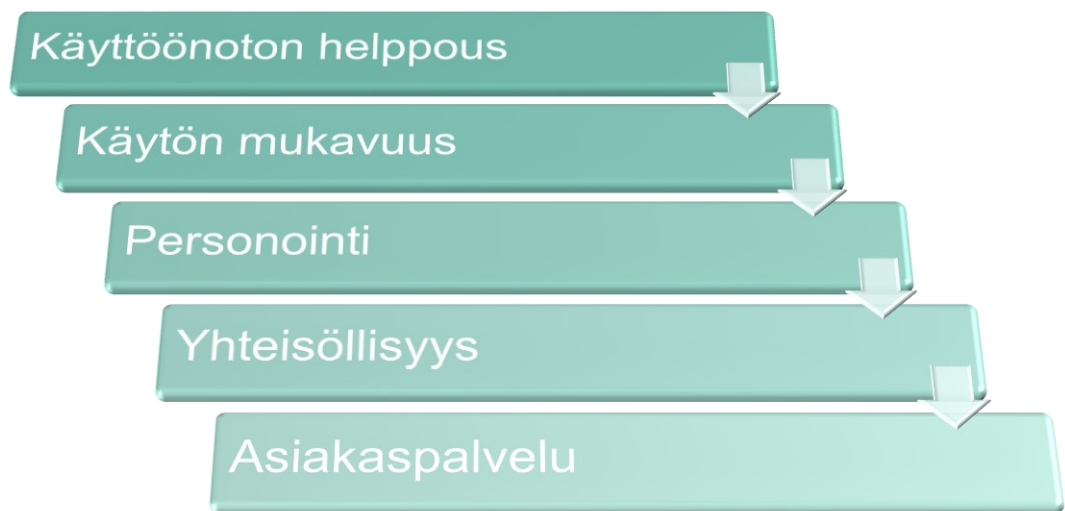 Käyttöönoton helppous
Käytön mukavuus
Personointi
Yhteisöllisyys
Asiakaspalvelu